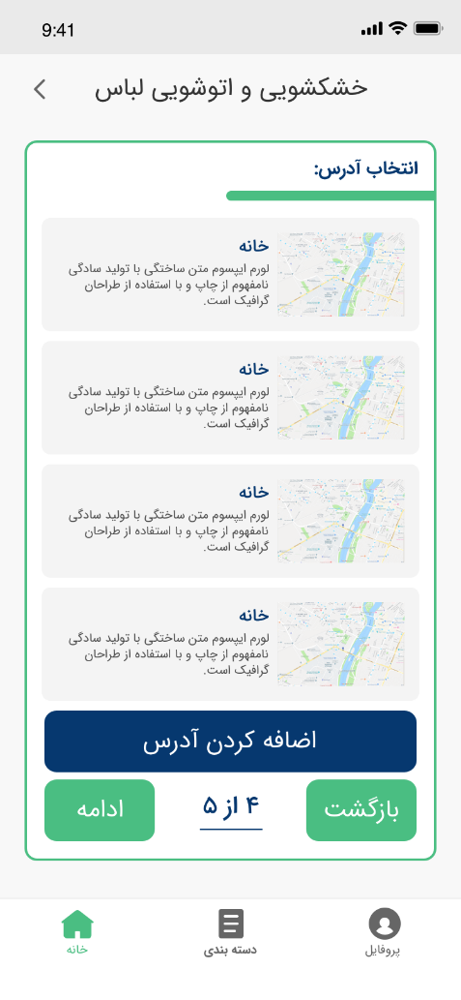 9:41
خشکشویی و اتوشویی لباس
انتخاب آدرس:
خانه
لورم ایپسوم متن ساختگی با تولید سادگی
نامفهوم از چاپ و با استفاده از طراحان
گرافیک است.
خانه
لورم ایپسوم متن ساختگی با تولید سادگی
نامفهوم از چاپ و با استفاده از طراحان
گرافیک است.
خانه
لورم ایپسوم متن ساختگی با تولید سادگی
نامفهوم از چاپ و با استفاده از طراحان
گرافیک است.
خانه
لورم ایپسوم متن ساختگی با تولید سادگی
نامفهوم از چاپ و با استفاده از طراحان
گرافیک است.
اضافه کردن آدرس
بازگشت
۴ از ۵
ادامه
پروفایل
دسته بندی
خانه